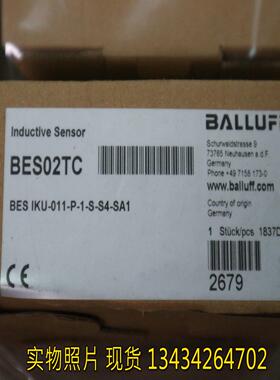 BALLUFF
Inductive Sensor
BES02TC
BES IKU-011-P-1-S-S4-SA1
Schurwaldstrasse 9
73765 Neuhausen a.d.F.
Germany
Phone +49 7158 173-0
www.balluff.com
Country of origin
Germany
1 Stück/pcs 1837D
CE
2679
实物照片 现货 13434264702